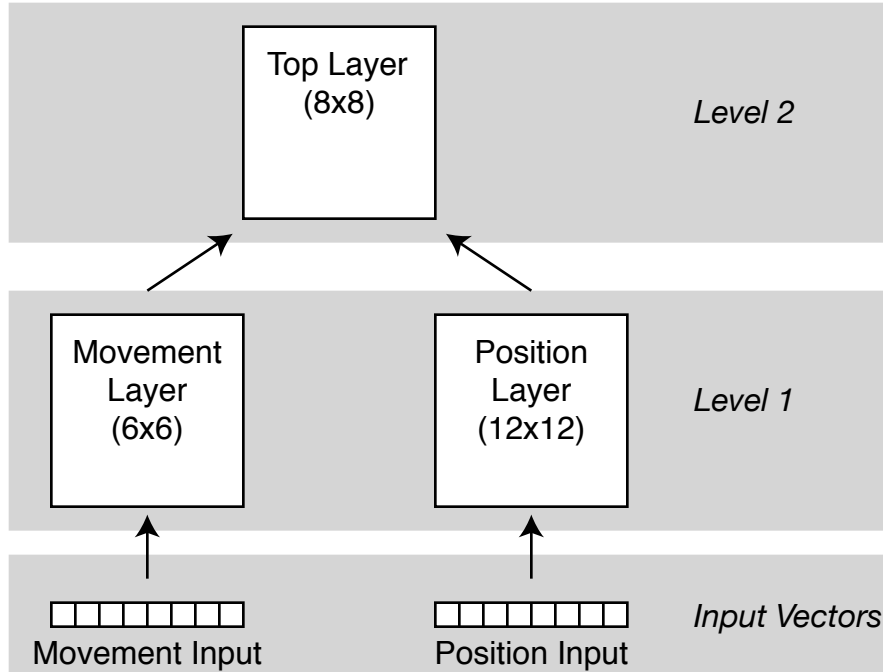 Top Layer
(8x8)
Level 2
Movement
Layer
(6x6)
Position
Layer
(12x12)
Level 1
Input Vectors
Movement Input
Position Input